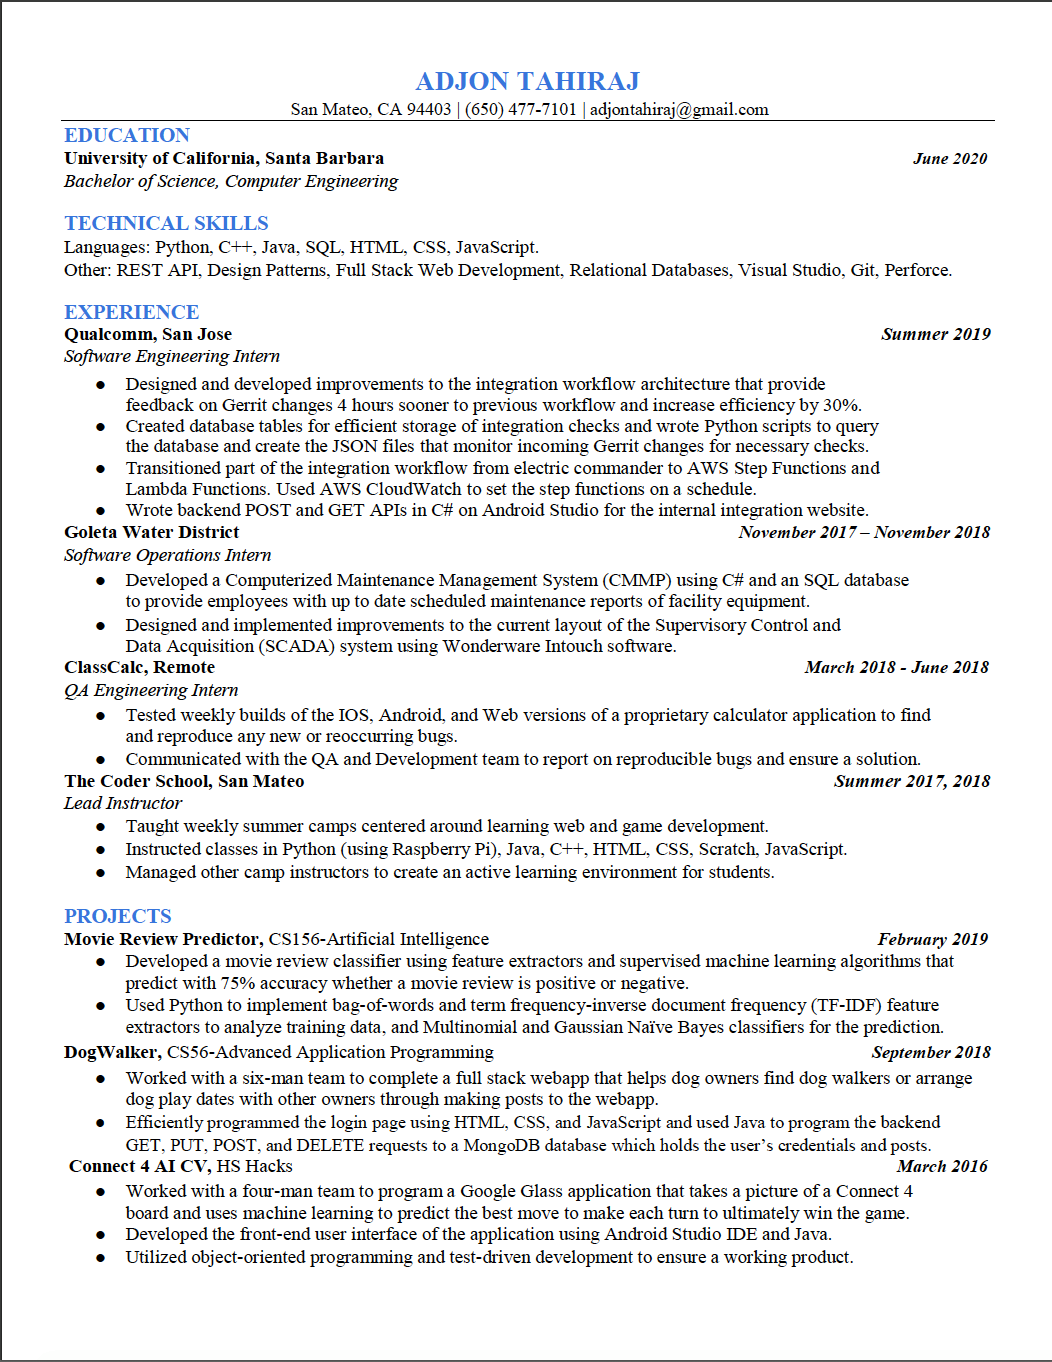 ADJON TAHIRAJ
San Mateo, CA 94403 | (650) 477-7101 | adjontahiraj@gmail.com
EDUCATION
University of California, Santa Barbara June 2020
Bachelor of Science, Computer Engineering
TECHNICAL SKILLS
Languages: Python, C++, Java, SQL, HTML, CSS, JavaScript.
Other: REST API, Design Patterns, Full Stack Web Development, Relational Databases, Visual Studio, Git, Perforce.
EXPERIENCE
Qualcomm, San Jose Summer 2019
Software Engineering Intern
● Designed and developed improvements to the integration workflow architecture that provide
feedback on Gerrit changes 4 hours sooner to previous workflow and increase efficiency by 30%.
● Created database tables for efficient storage of integration checks and wrote Python scripts to query
the database and create the JSON files that monitor incoming Gerrit changes for necessary checks.
● Transitioned part of the integration workflow from electric commander to AWS Step Functions and
Lambda Functions. Used AWS CloudWatch to set the step functions on a schedule.
● Wrote backend POST and GET APIs in C# on Android Studio for the internal integration website.
Goleta Water District November 2017 – November 2018
Software Operations Intern
● Developed a Computerized Maintenance Management System (CMMP) using C# and an SQL database
to provide employees with up to date scheduled maintenance reports of facility equipment.
● Designed and implemented improvements to the current layout of the Supervisory Control and
Data Acquisition (SCADA) system using Wonderware Intouch software.
ClassCalc, Remote March 2018 - June 2018
QA Engineering Intern
● Tested weekly builds of the IOS, Android, and Web versions of a proprietary calculator application to find
and reproduce any new or reoccurring bugs.
● Communicated with the QA and Development team to report on reproducible bugs and ensure a solution.
The Coder School, San Mateo Summer 2017, 2018
Lead Instructor
● Taught weekly summer camps centered around learning web and game development.
● Instructed classes in Python (using Raspberry Pi), Java, C++, HTML, CSS, Scratch, JavaScript.
● Managed other camp instructors to create an active learning environment for students.
PROJECTS
Movie Review Predictor, CS156-Artificial Intelligence February 2019
● Developed a movie review classifier using feature extractors and supervised machine learning algorithms that
predict with 75% accuracy whether a movie review is positive or negative.
● Used Python to implement bag-of-words and term frequency-inverse document frequency (TF-IDF) feature
extractors to analyze training data, and Multinomial and Gaussian Naïve Bayes classifiers for the prediction.
DogWalker, CS56-Advanced Application Programming September 2018
● Worked with a six-man team to complete a full stack webapp that helps dog owners find dog walkers or arrange
dog play dates with other owners through making posts to the webapp.
● Efficiently programmed the login page using HTML, CSS, and JavaScript and used Java to program the backend
GET, PUT, POST, and DELETE requests to a MongoDB database which holds the user’s credentials and posts.
Connect 4 AI CV, HS Hacks March 2016
● Worked with a four-man team to program a Google Glass application that takes a picture of a Connect 4
board and uses machine learning to predict the best move to make each turn to ultimately win the game.
● Developed the front-end user interface of the application using Android Studio IDE and Java.
● Utilized object-oriented programming and test-driven development to ensure a working product.